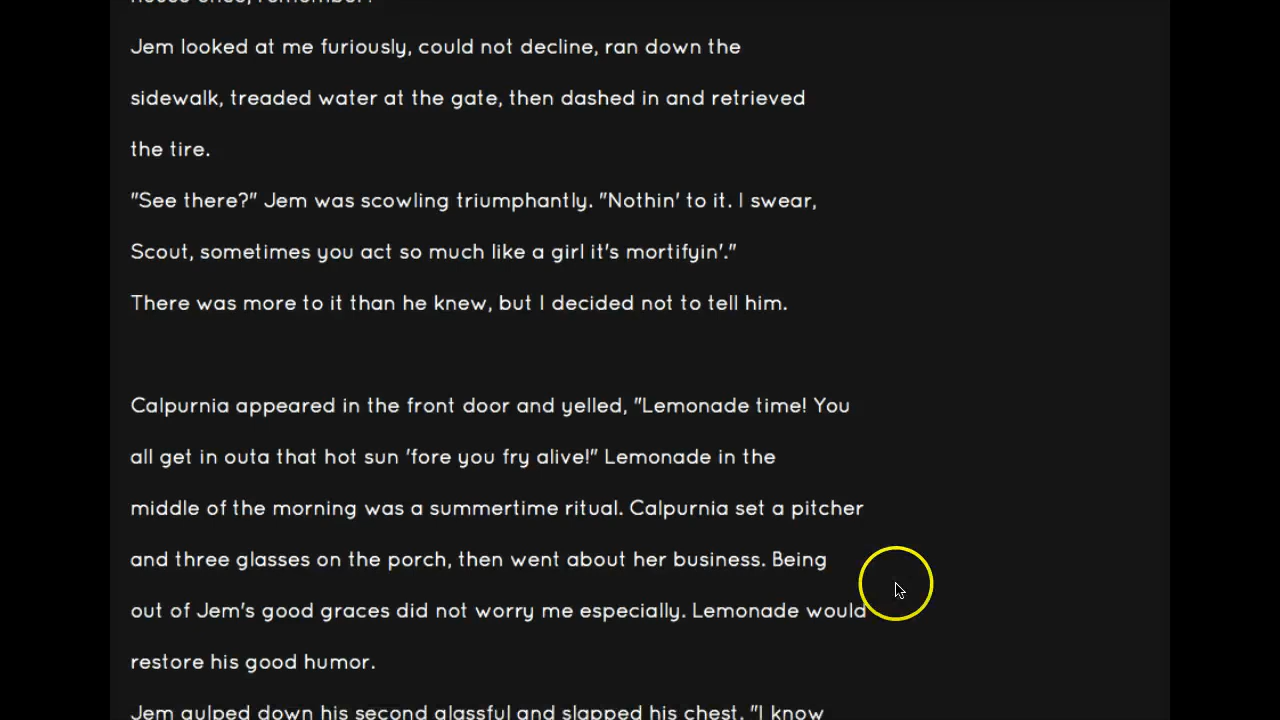 Jem looked at me furiously, could not decline, ran down the
sidewalk, treaded water at the gate, then dashed in and retrieved
the tire.
"See there?" Jem was scowling triumphantly. "Nothin' to it. I swear,
Scout, sometimes you act so much like a girl it's mortifyin'."
There was more to it than he knew, but I decided not to tell him.
Calpurnia appeared in the front door and yelled, "Lemonade time! You
all get in outa that hot sun 'fore you fry alive!" Lemonade in the
middle of the morning was a summertime ritual. Calpurnia set a pitcher
and three glasses on the porch, then went about her business. Being
out of Jem's good graces did not worry me especially. Lemonade would
restore his good humor.
Jem gulped down his second glassful and slapped his chest. "I know